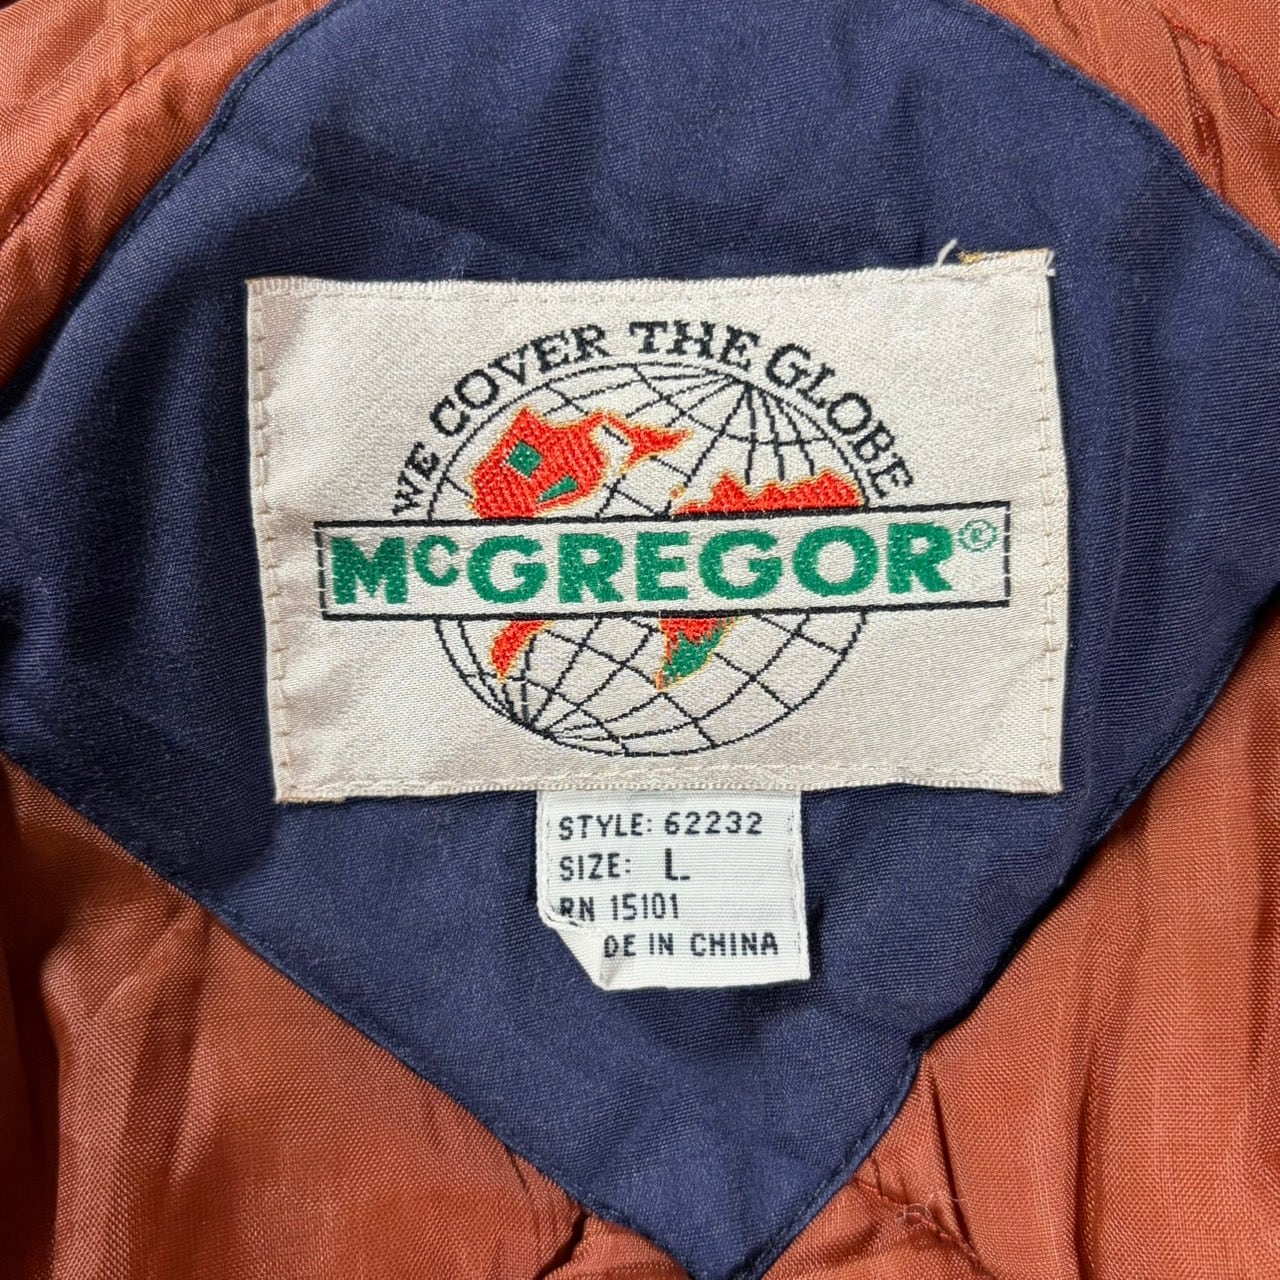 WE COVER THE GLOBE
McGREGOR©
STYLE: 62232
SIZE: L
RN 15101
DE IN CHINA